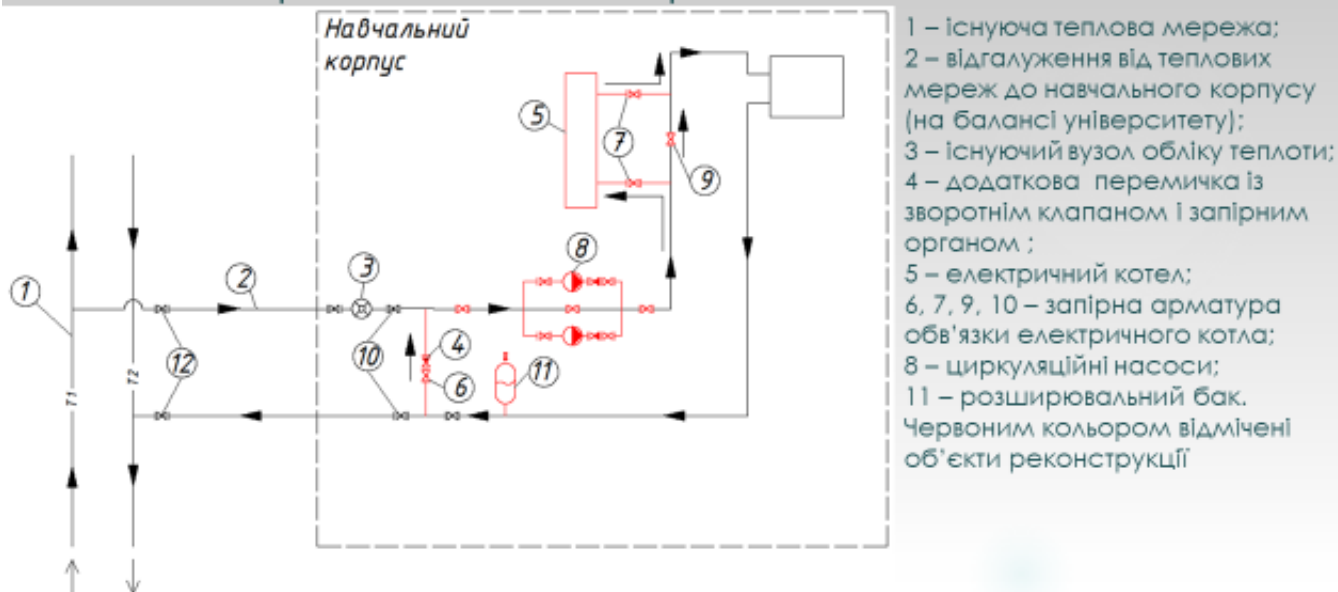 Навчальний
корпус
5
7
9
8
1
2
3
12
10
4
6
11
T1
T2
1 – існуюча теплова мережа;
2 – відгалуження від теплових
мереж до навчального корпусу
(на балансі університету);
3 – існуючий вузол обліку теплоти;
4 – додаткова перемичка із
зворотнім клапаном і запірним
органом ;
5 – електричний котел;
6, 7, 9, 10 – запірна арматура
обв’язки електричного котла;
8 – циркуляційні насоси;
11 – розширювальний бак.
Червоним кольором відмічені
об’єкти реконструкції